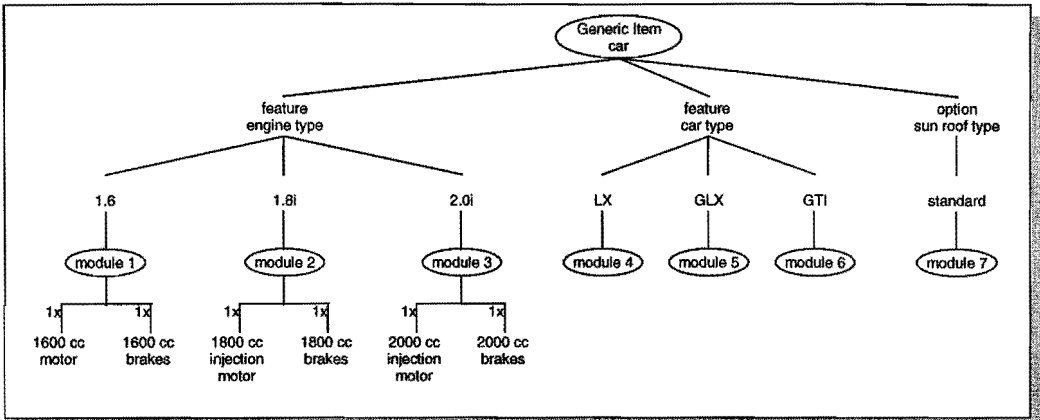 Generic Item
car
feature
engine type
feature
car type
option
sun roof type
1.6
1.8i
2.0i
LX
GLX
GTI
standard
module 1
module 2
module 3
module 4
module 5
module 6
module 7
1x
1x
1x
1x
1x
1x
1600 cc
motor
1600 cc
brakes
1800 cc
injection
motor
1800 cc
brakes
2000 cc
injection
motor
2000 cc
brakes